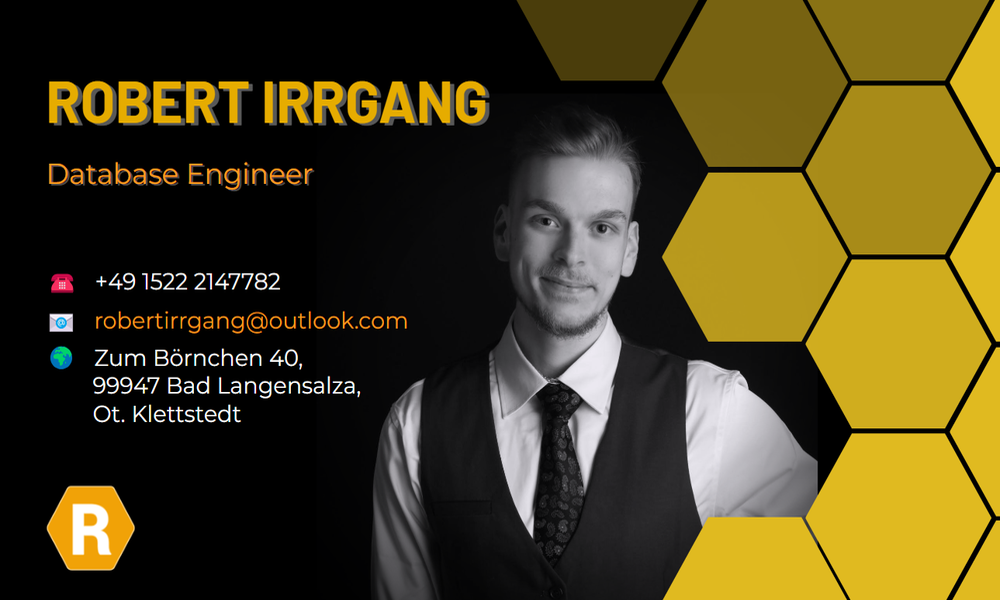 ROBERT IRRGANG
Database Engineer
+49 1522 2147782
robertirrgang@outlook.com
Zum Börnchen 40,
99947 Bad Langensalza,
Ot. Klettstedt
R